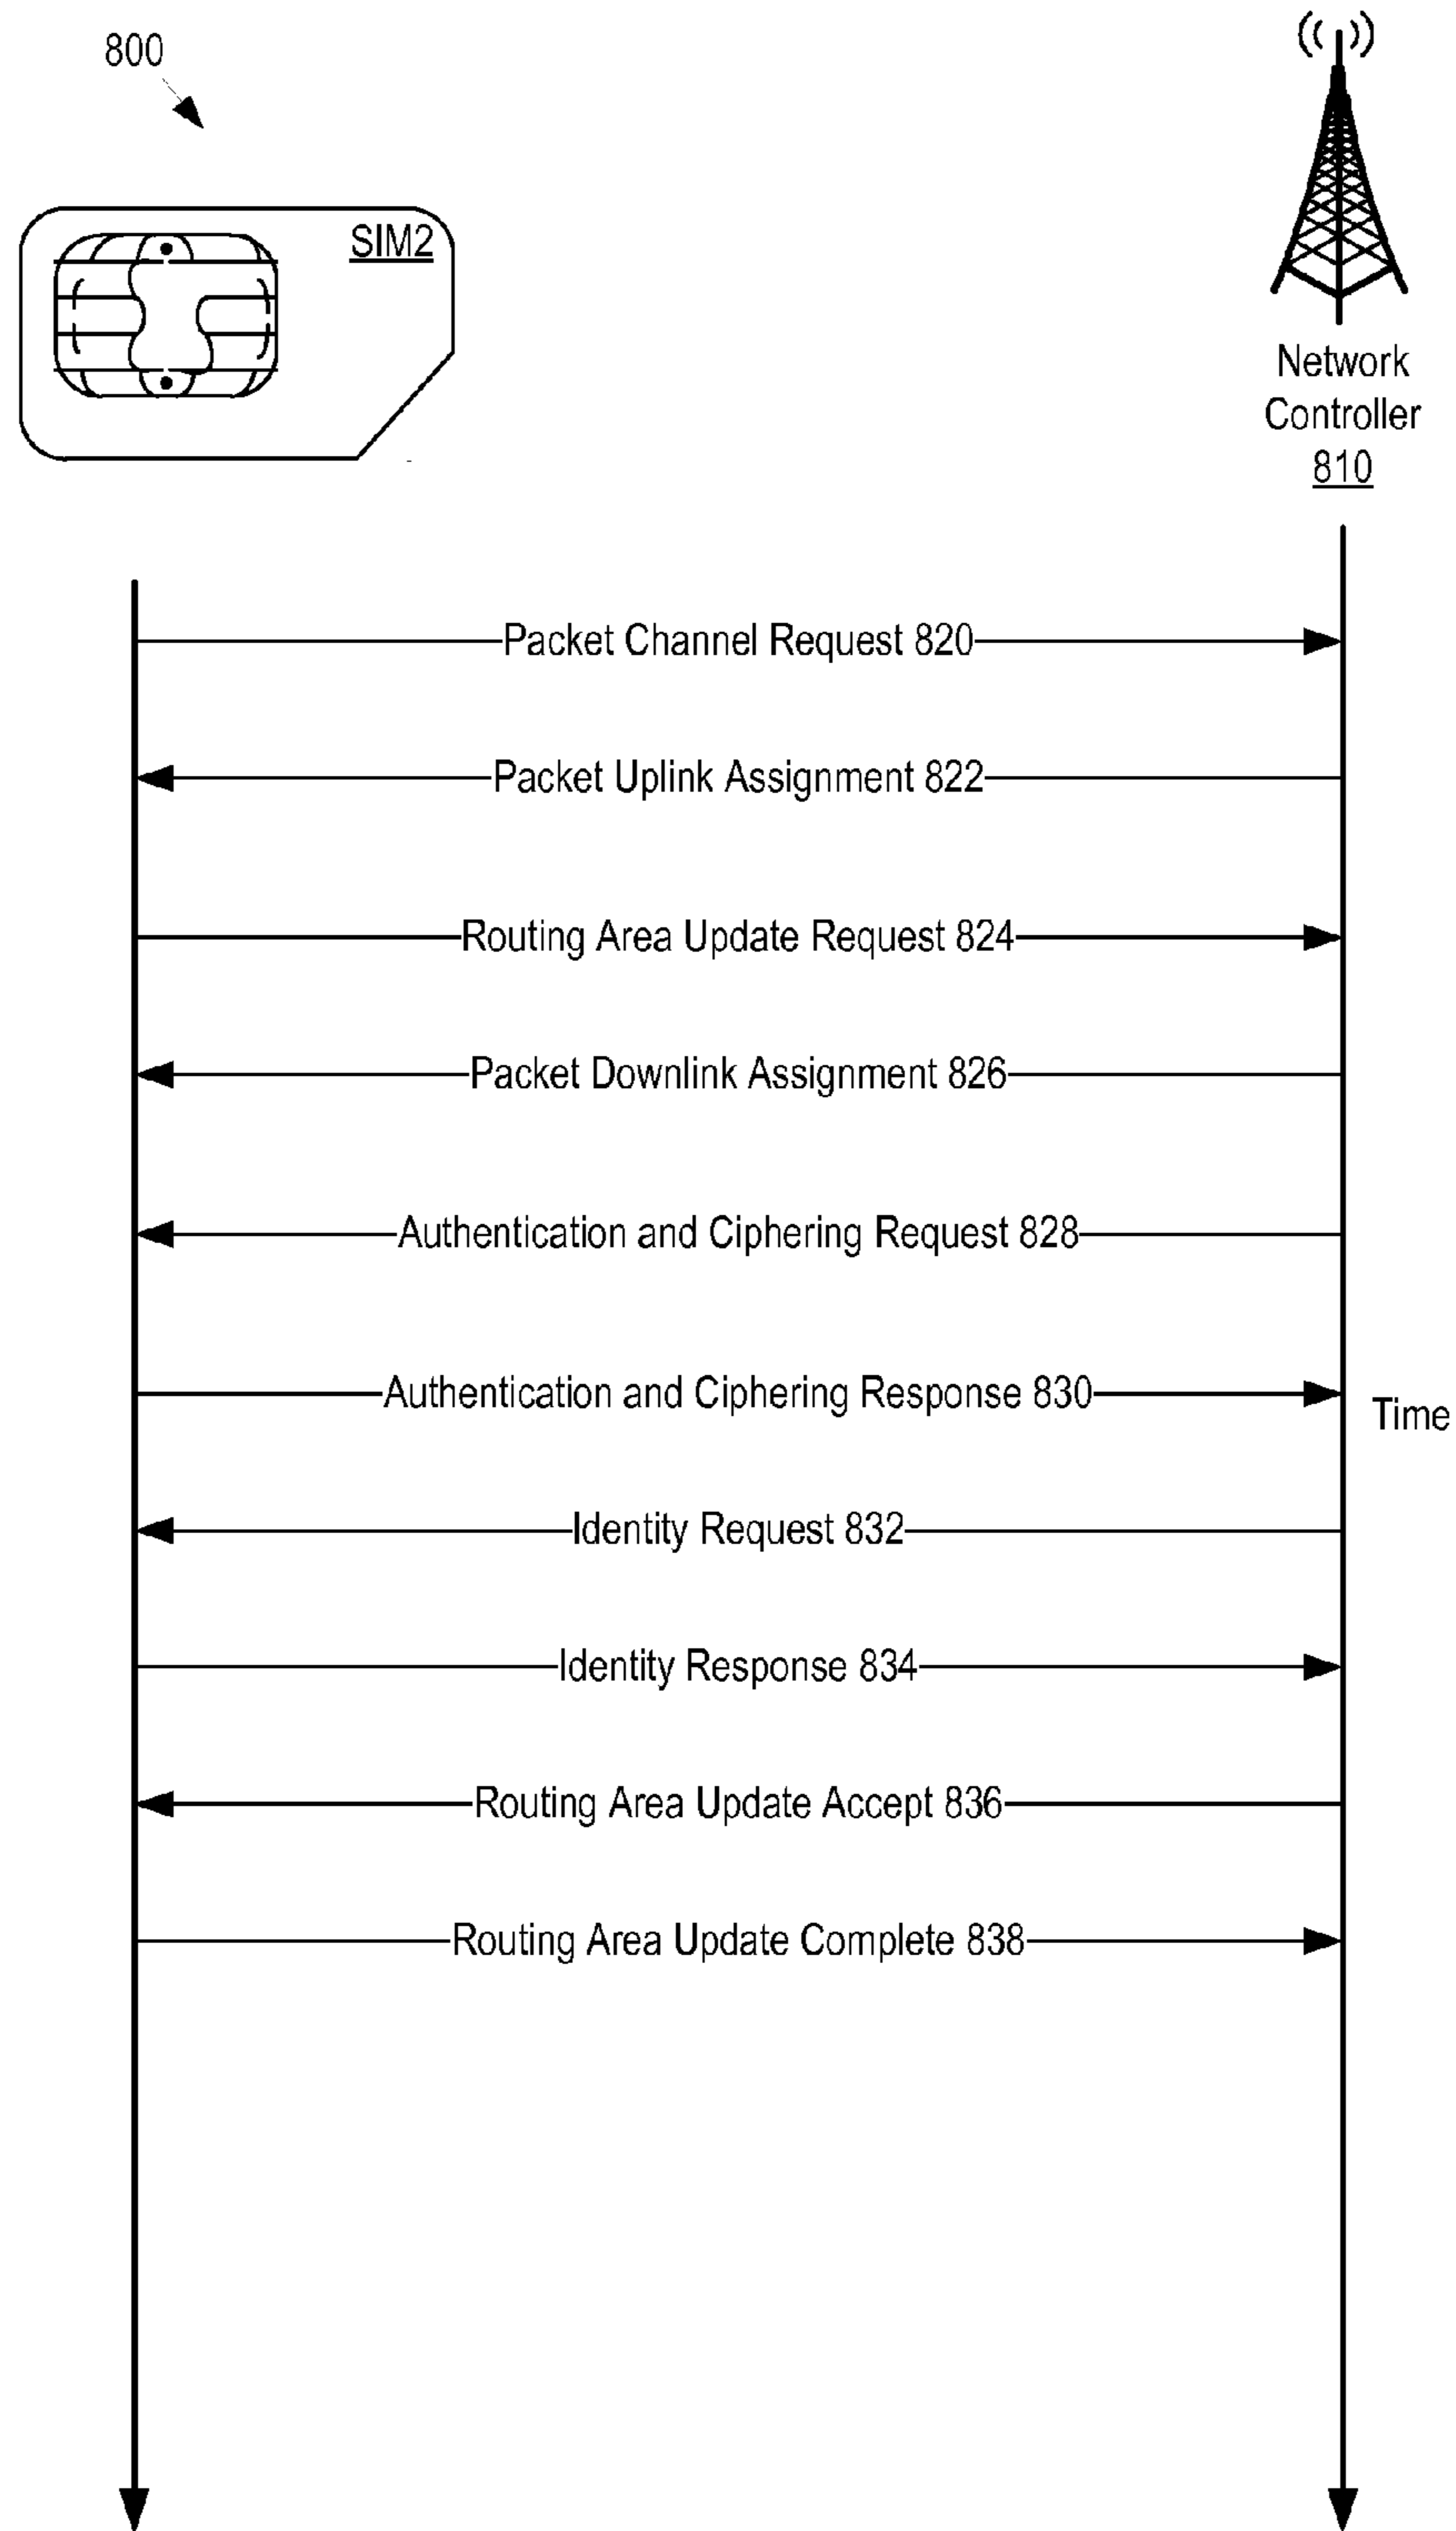 800
SIM2
Network
Controller
810
Packet Channel Request 820
Packet Uplink Assignment 822
Routing Area Update Request 824
Packet Downlink Assignment 826
Authentication and Ciphering Request 828
Authentication and Ciphering Response 830
Time
Identity Request 832
Identity Response 834
Routing Area Update Accept 836
Routing Area Update Complete 838